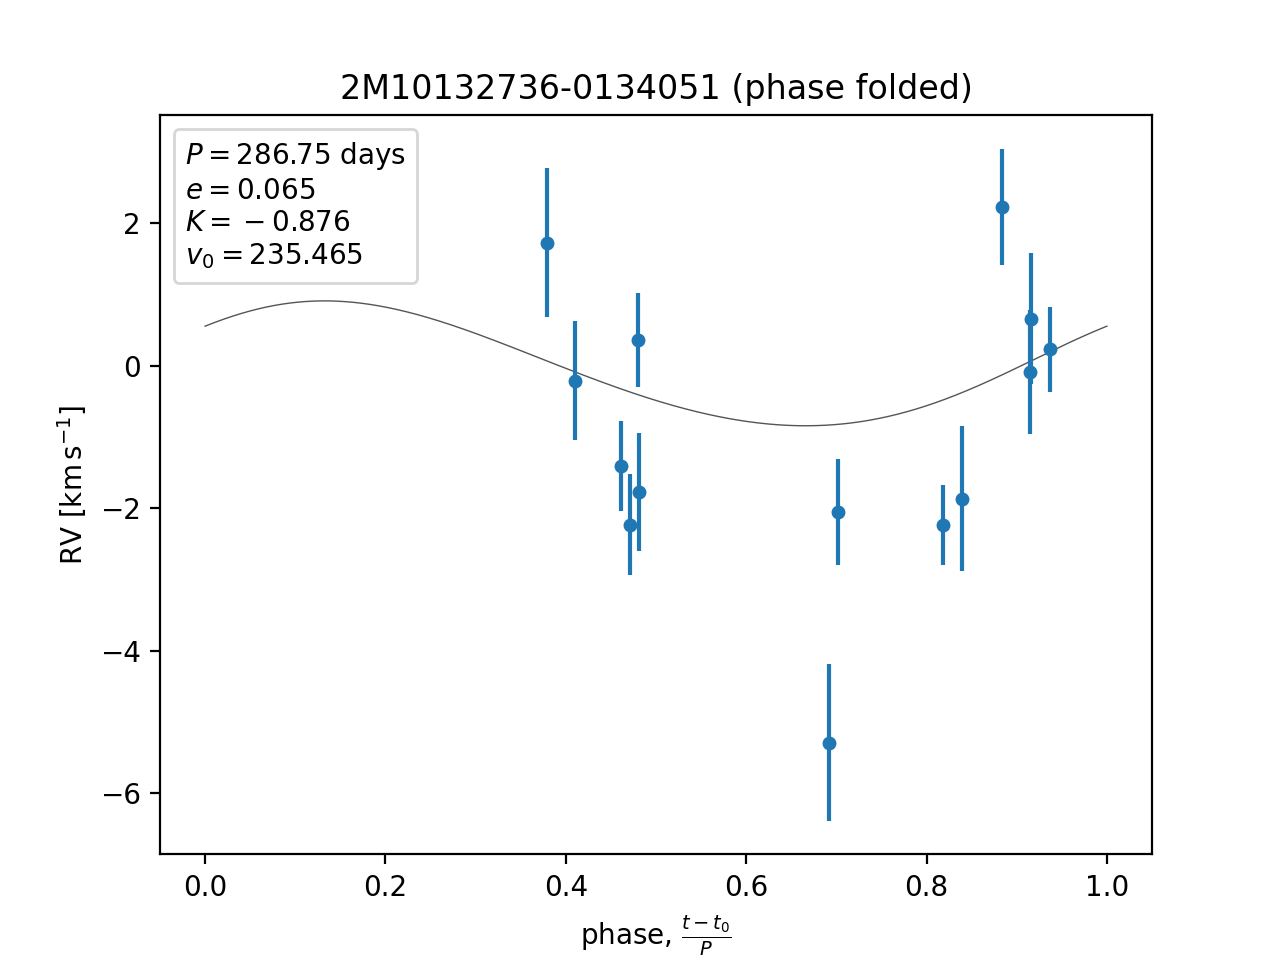 2M10132736-0134051 (phase folded)
P = 286.75 days
e = 0.065
K = −0.876
v₀ = 235.465
2
0
−2
−4
−6
RV [km s⁻¹]
0.0 0.2 0.4 0.6 0.8 1.0
phase, (t − t₀)/P